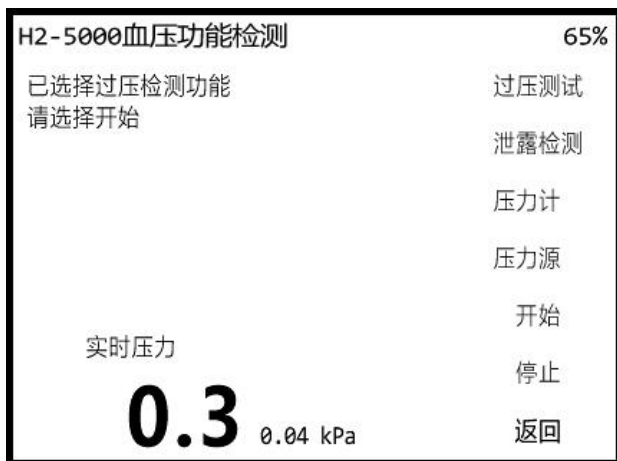 H2-5000血压功能检测 65%
已选择过压检测功能
请选择开始
过压测试
泄露检测
压力计
压力源
开始
停止
返回
实时压力
0.3 0.04 kPa